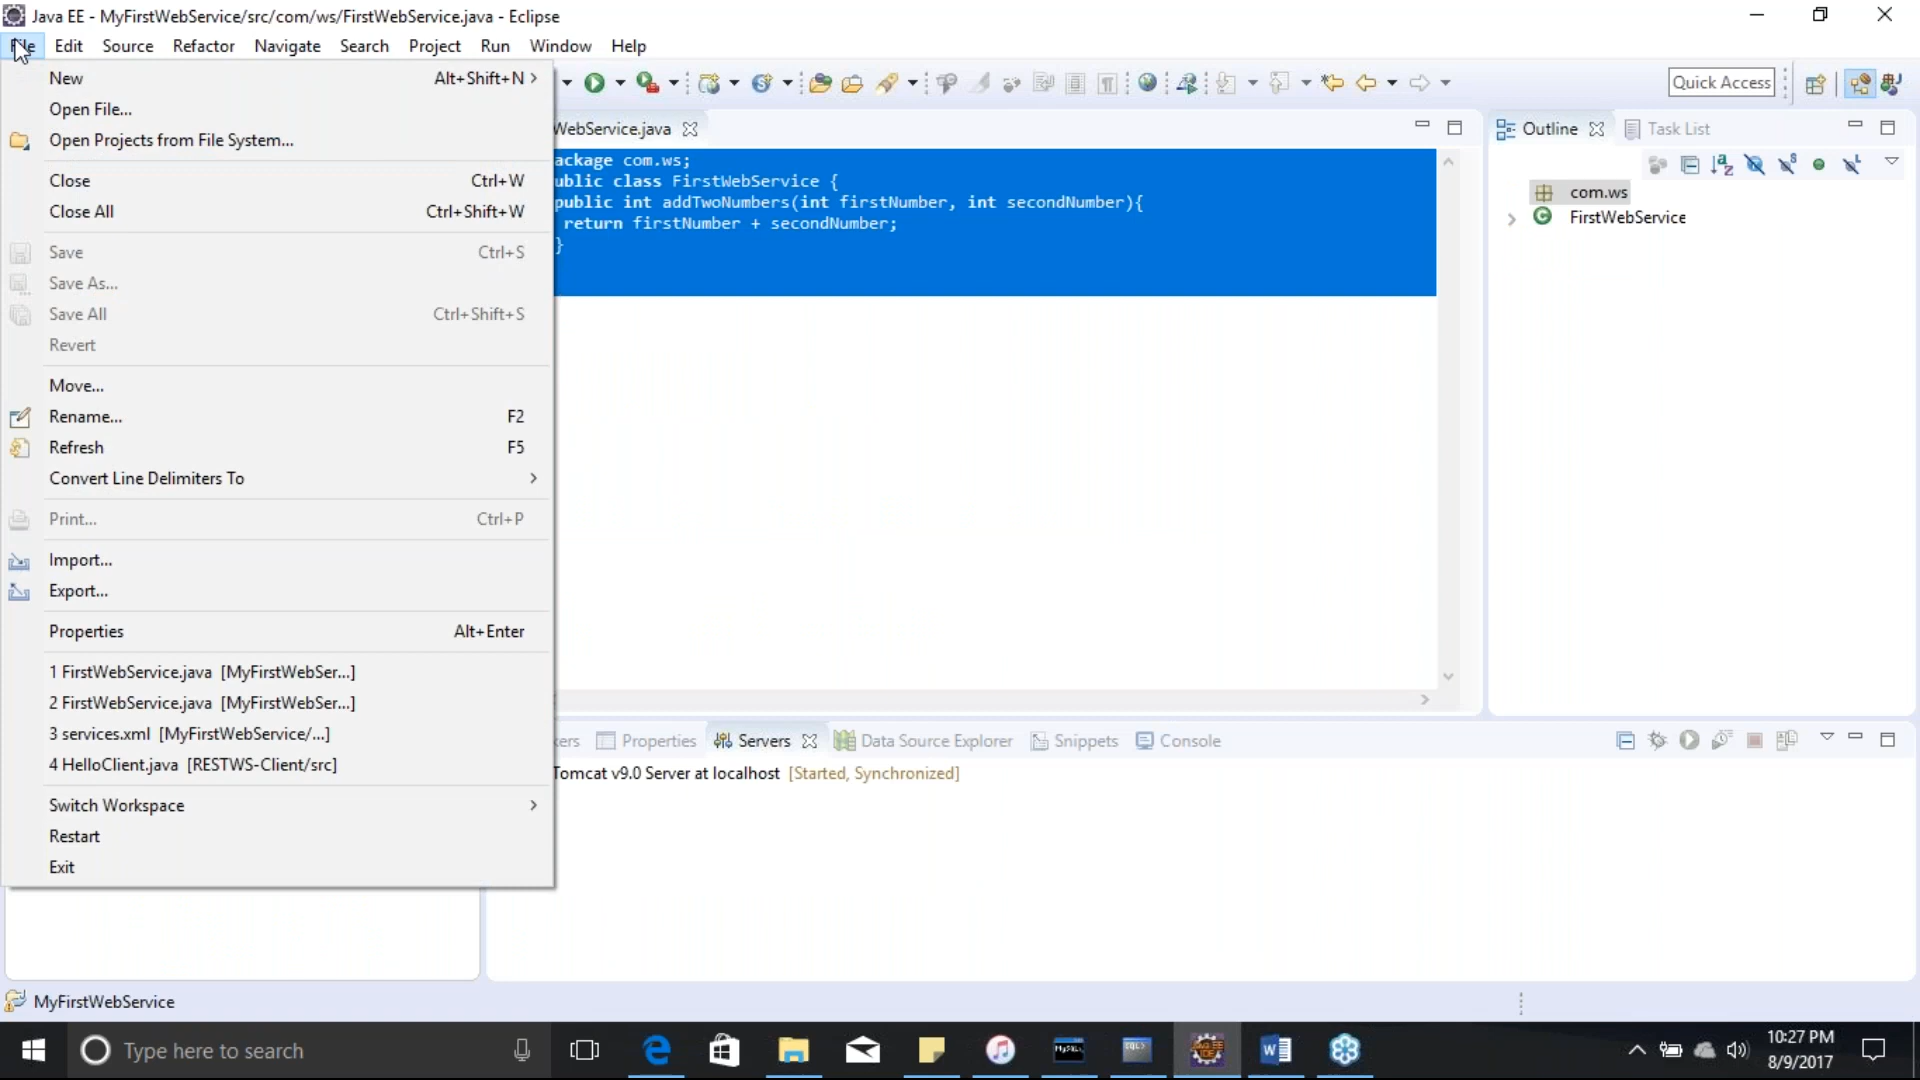 Java EE - MyFirstWebService/src/com/ws/FirstWebService.java - Eclipse
File Edit Source Refactor Navigate Search Project Run Window Help
New Alt+Shift+N
Open File...
Open Projects from File System...
Close Ctrl+W
Close All Ctrl+Shift+W
Save Ctrl+S
Save As...
Save All Ctrl+Shift+S
Revert
Move...
Rename... F2
Refresh F5
Convert Line Delimiters To
Print... Ctrl+P
Import...
Export...
Properties Alt+Enter
1 FirstWebService.java [MyFirstWebSer...]
2 FirstWebService.java [MyFirstWebSer...]
3 services.xml [MyFirstWebService/...]
4 HelloClient.java [RESTWS-Client/src]
Switch Workspace
Restart
Exit
Quick Access
WebService.java
ackage com.ws;
ublic class FirstWebService {
public int addTwoNumbers(int firstNumber, int secondNumber){
return firstNumber + secondNumber;
}
Outline Task List
com.ws
FirstWebService
kers Properties Servers Data Source Explorer Snippets Console
Tomcat v9.0 Server at localhost [Started, Synchronized]
MyFirstWebService
Type here to search
10:27 PM
8/9/2017